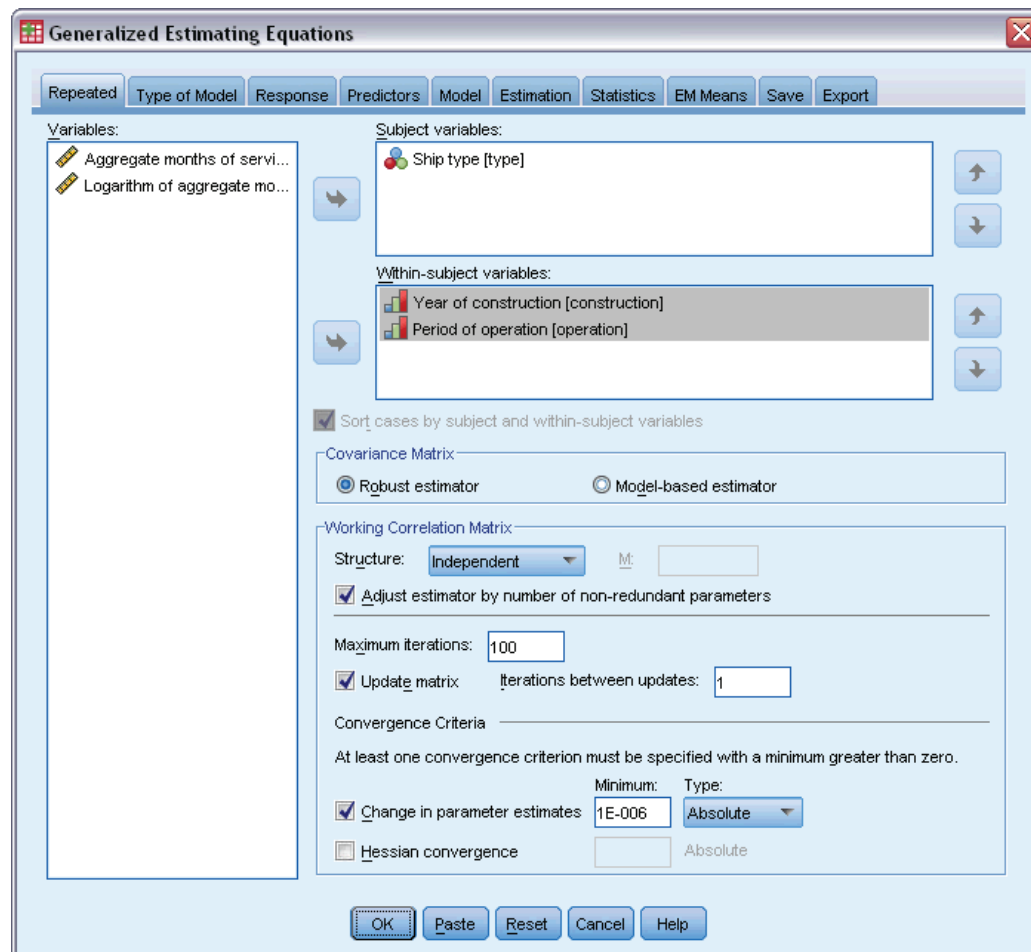 Generalized Estimating Equations
Repeated Type of Model Response Predictors Model Estimation Statistics EM Means Save Export
Variables:
Aggregate months of servi...
Logarithm of aggregate mo...
Subject variables:
Ship type [type]
Within-subject variables:
Year of construction [construction]
Period of operation [operation]
Sort cases by subject and within-subject variables
Covariance Matrix
Robust estimator Model-based estimator
Working Correlation Matrix
Structure: Independent M:
Adjust estimator by number of non-redundant parameters
Maximum iterations: 100
Update matrix Iterations between updates: 1
Convergence Criteria
At least one convergence criterion must be specified with a minimum greater than zero.
Minimum: Type:
Change in parameter estimates 1E-006 Absolute
Hessian convergence Absolute
OK Paste Reset Cancel Help